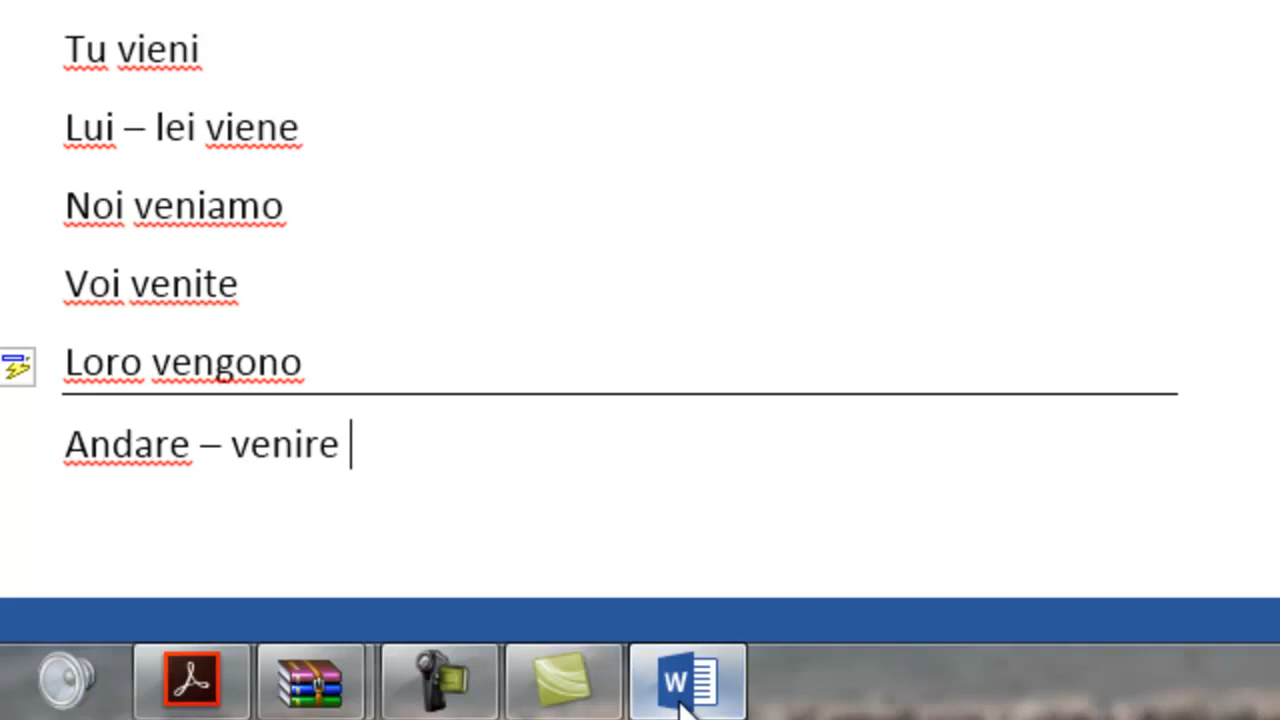 Tu vieni
Lui – lei viene
Noi veniamo
Voi venite
Loro vengono
Andare – venire
W